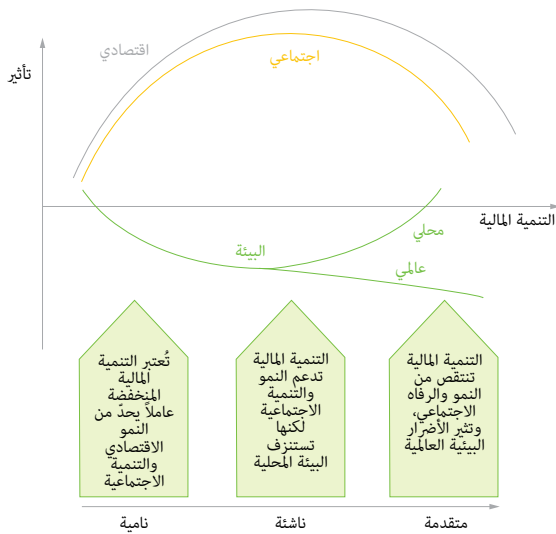 اقتصادي
اجتماعي
تأثير
التنمية المالية
محلي
البيئة
عالمي
تُعتبر التنمية
المالية
المنخفضة
عاملاً يحدّ من
النمو
الاقتصادي
والتنمية
الاجتماعية
التنمية المالية
تدعم النمو
والتنمية
الاجتماعية
لكنها
تستنزف
البيئة المحلية
التنمية المالية
تنتقص من
النمو والرفاه
الاجتماعي،
وتثير الأضرار
البيئية العالمية
نامية
ناشئة
متقدمة